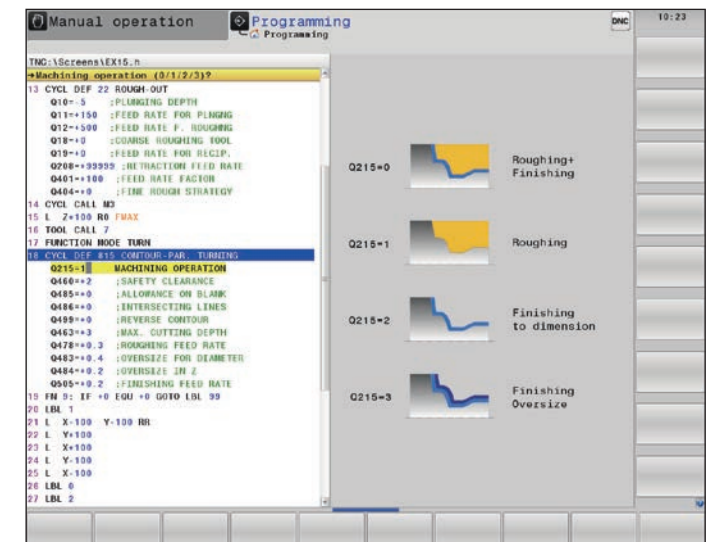 Manual operation
Programming
Programming
DNC
10:23
TNC:\Screens\EX15.h
→Machining operation (0/1/2/3)?
13 CYCL DEF 22 ROUGH-OUT
Q10=-5 ;PLUNGING DEPTH
Q11=+150 ;FEED RATE FOR PLNGNG
Q12=+500 ;FEED RATE F. ROUGHNG
Q18=+0 ;COARSE ROUGHING TOOL
Q19=+0 ;FEED RATE FOR RECIP.
Q208=+99999 ;RETRACTION FEED RATE
Q401=+100 ;FEED RATE FACTOR
Q404=+0 ;FINE ROUGH STRATEGY
14 CYCL CALL M3
15 L Z+100 R0 FMAX
16 TOOL CALL 7
17 FUNCTION MODE TURN
18 CYCL DEF 815 CONTOUR-PAR. TURNING
Q215=1 MACHINING OPERATION
Q460=+2 ;SAFETY CLEARANCE
Q485=+0 ;ALLOWANCE ON BLANK
Q486=+0 ;INTERSECTING LINES
Q499=+0 ;REVERSE CONTOUR
Q463=+3 ;MAX. CUTTING DEPTH
Q478=+0.3 ;ROUGHING FEED RATE
Q483=+0.4 ;OVERSIZE FOR DIAMETER
Q484=+0.2 ;OVERSIZE IN Z
Q505=+0.2 ;FINISHING FEED RATE
19 FN 9: IF +0 EQU +0 GOTO LBL 99
20 LBL 1
21 L X-100 Y-100 RR
22 L Y+100
23 L X+100
24 L Y-100
25 L X-100
26 LBL 0
27 LBL 2
Q215=0 Roughing+
Finishing
Q215=1 Roughing
Q215=2 Finishing
to dimension
Q215=3 Finishing
Oversize